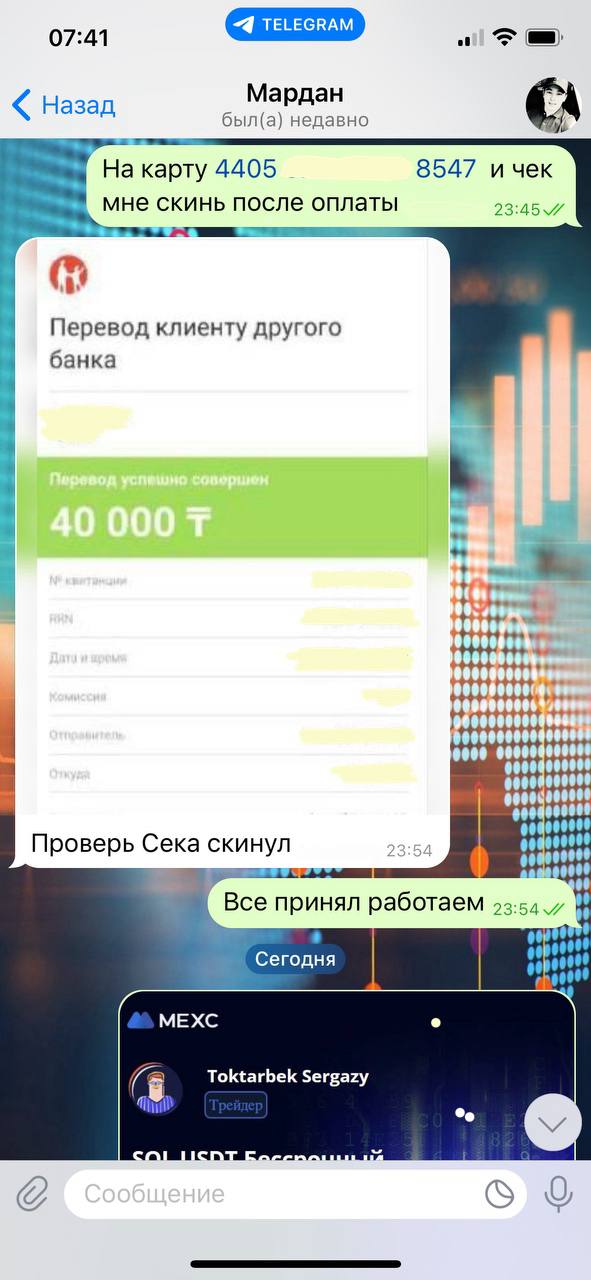 07:41
TELEGRAM
Назад
Мардан
был(а) недавно
На карту 4405 8547 и чек
мне скинь после оплаты
23:45
Перевод клиенту другого
банка
Перевод успешно совершен
40 000 ₸
№ квитанции
RRN
Дата и время
Комиссия
Отправитель
Откуда
Проверь Сека скинул
23:54
Все принял работаем
23:54
Сегодня
MEXC
Toktarbek Sergazy
Трейдер
SOL USDT Бессрочный
Сообщение